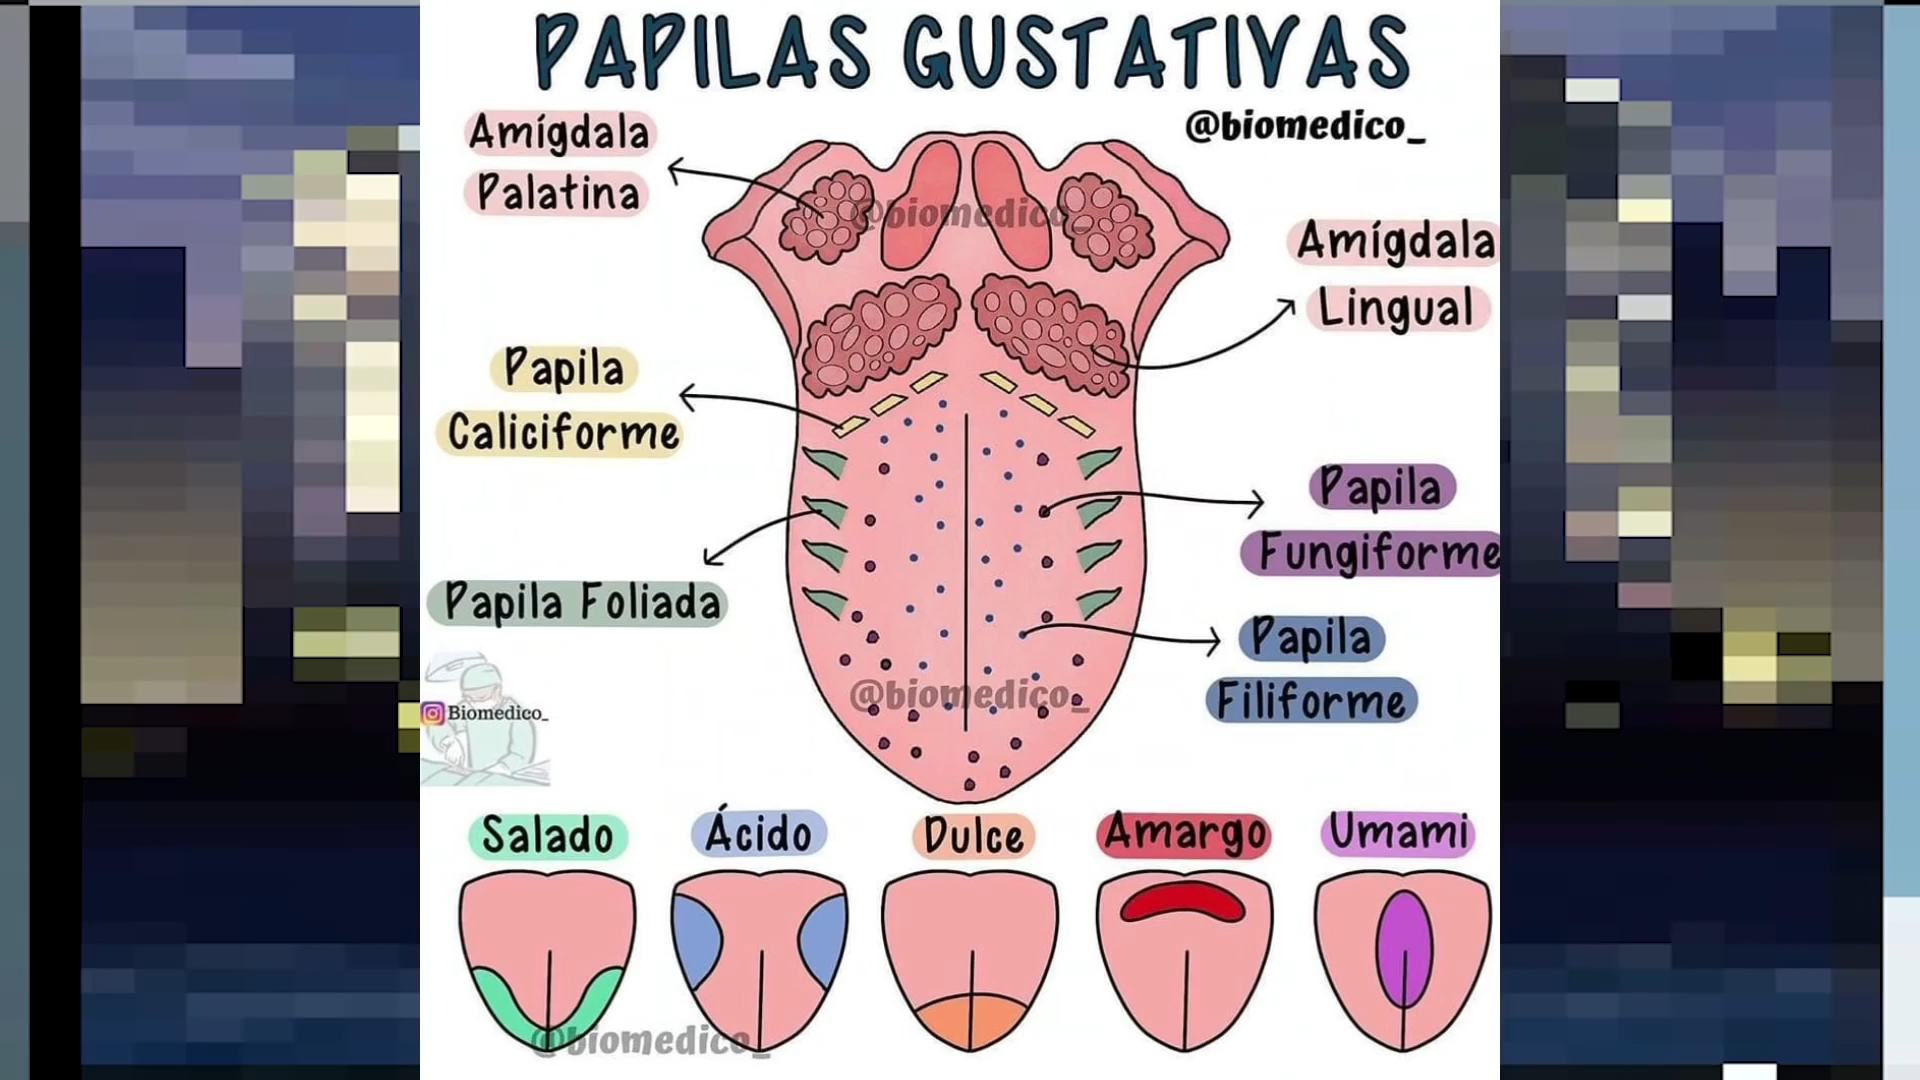 PAPILAS GUSTATIVAS
@biomedico_
Amígdala
Palatina
@biomedico_
Amígdala
Lingual
Papila
Caliciforme
Papila
Fungiforme
Papila Foliada
Papila
Filiforme
@biomedico_
Biomedico_
Salado
Ácido
Dulce
Amargo
Umami
@biomedico_